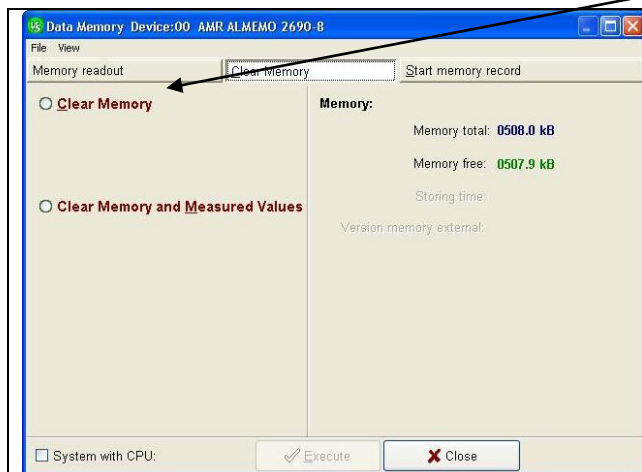 Data Memory Device:00 AMR ALMEMO 2690-8
File View
Memory readout Clear Memory Start memory record
Clear Memory Memory:
Memory total: 0508.0 kB
Memory free: 0507.9 kB
Storing time:
Clear Memory and Measured Values
Version memory external:
System with CPU: Execute Close